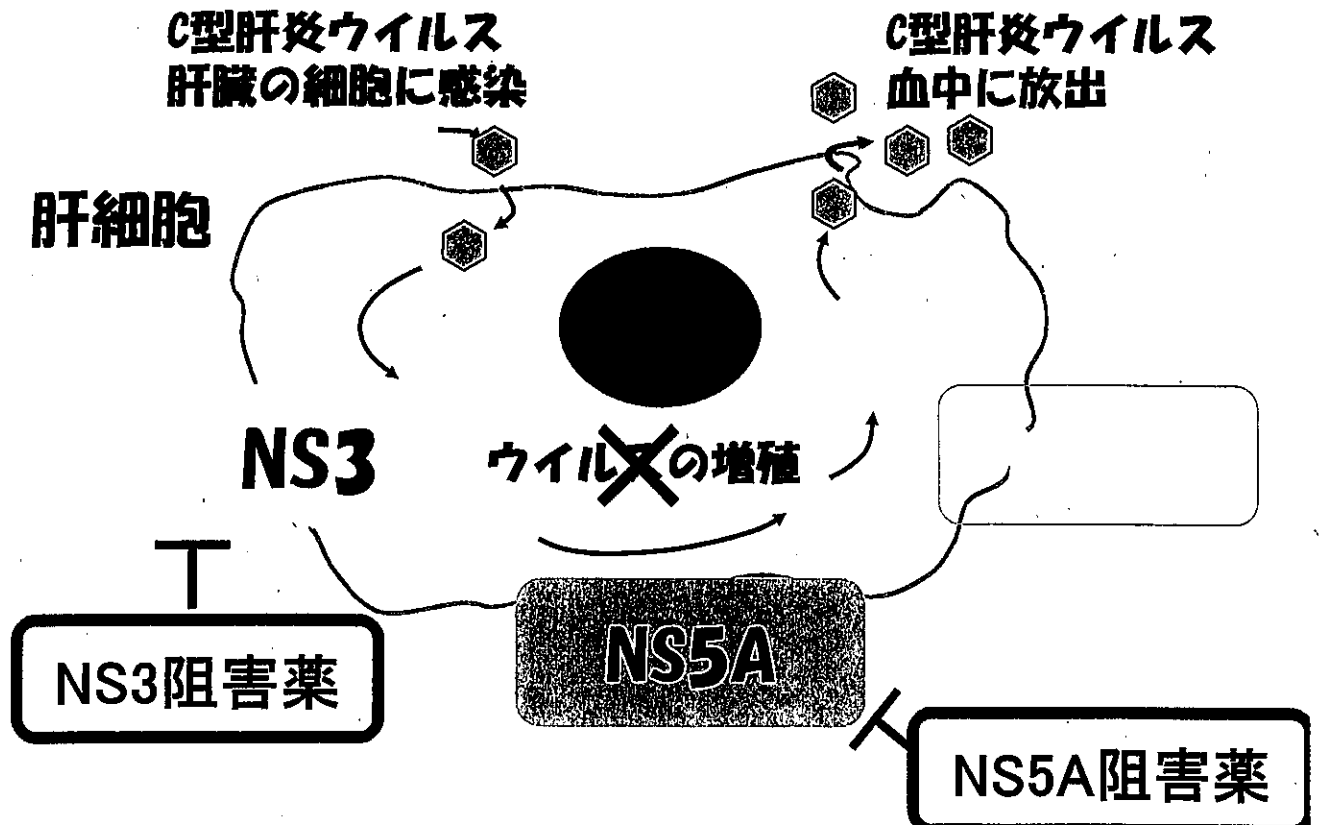 C型肝炎ウイルス
肝臓の細胞に感染
C型肝炎ウイルス
血中に放出
肝細胞
NS3
ウイルスの増殖
NS5A
NS3阻害薬
NS5A阻害薬